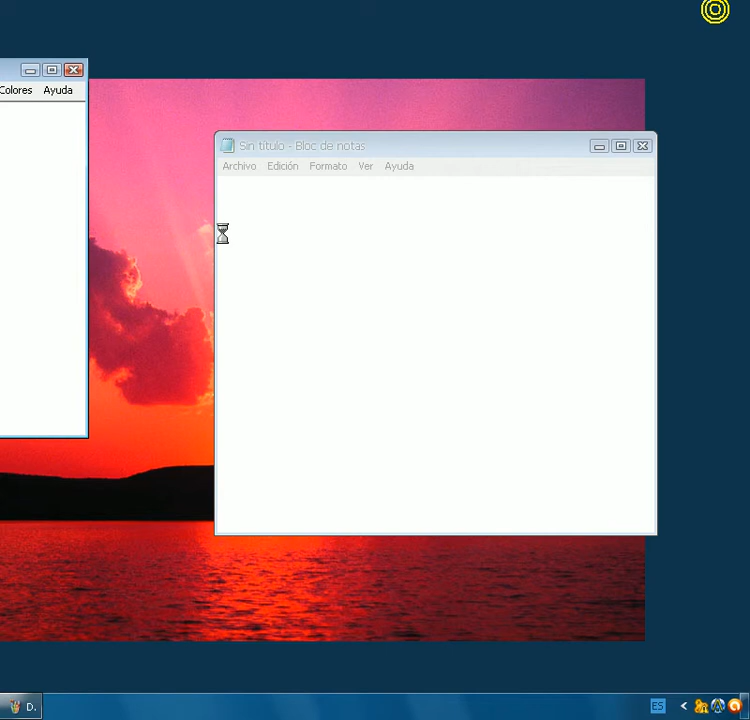 Colores Ayuda
Sin título - Bloc de notas
Archivo Edición Formato Ver Ayuda
D.
ES